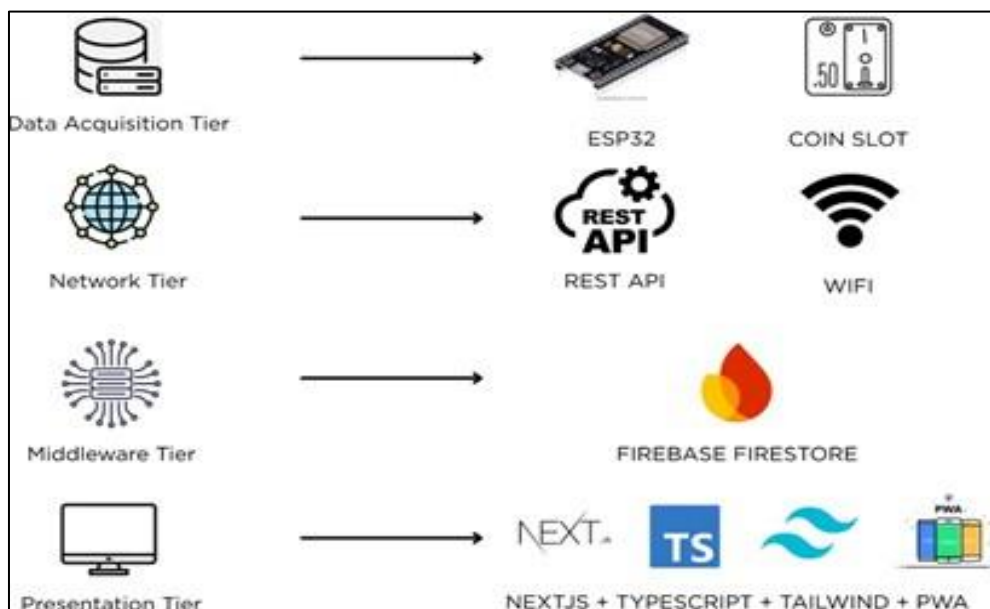 .50
Data Acquisition Tier
ESP32
COIN SLOT
REST
API
Network Tier
REST API
WIFI
Middleware Tier
FIREBASE FIRESTORE
NEXT
TS
PWA
Presentation Tier
NEXTJS + TYPESCRIPT + TAILWIND + PWA